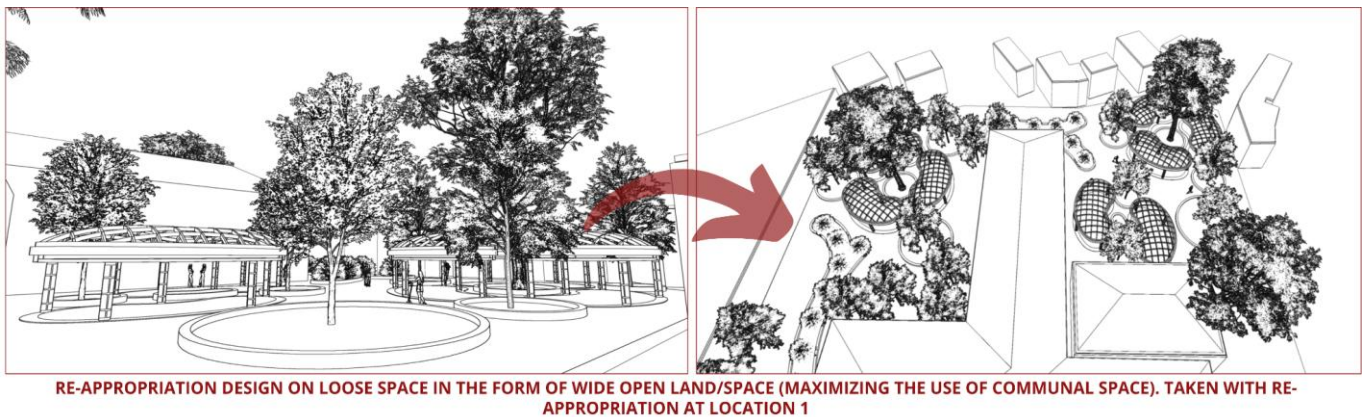 RE-APPROPRIATION DESIGN ON LOOSE SPACE IN THE FORM OF WIDE OPEN LAND/SPACE (MAXIMIZING THE USE OF COMMUNAL SPACE). TAKEN WITH RE-
APPROPRIATION AT LOCATION 1